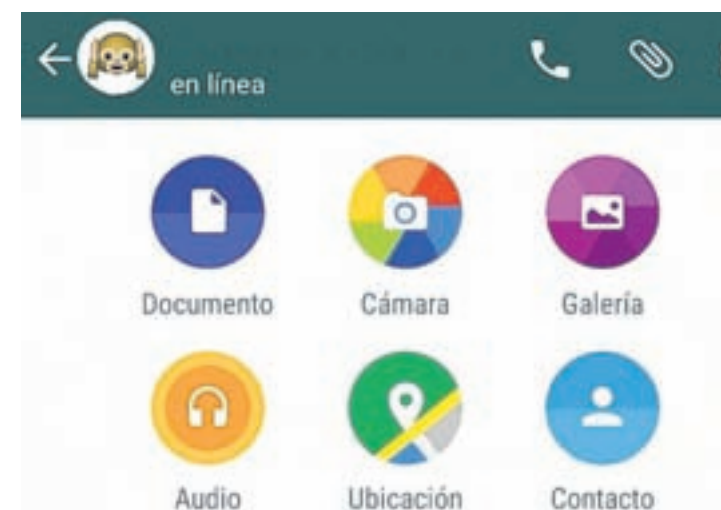 en línea
Documento
Cámara
Galería
Audio
Ubicación
Contacto